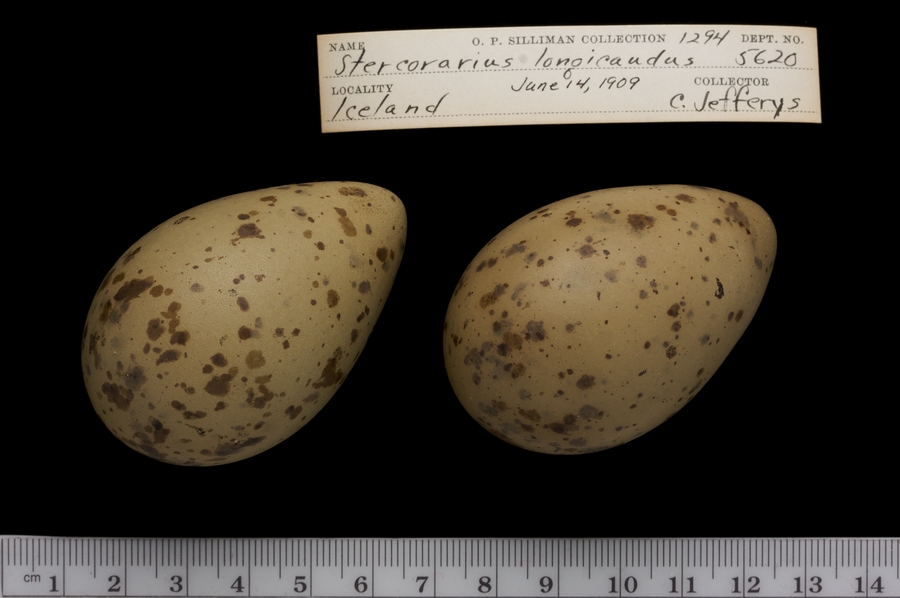 O. P. SILLIMAN COLLECTION 1294 DEPT. NO.
NAME Stercorarius longicaudus 5620
LOCALITY June 14, 1909 COLLECTOR
Iceland C. Jefferys
cm 1 2 3 4 5 6 7 8 9 10 11 12 13 14